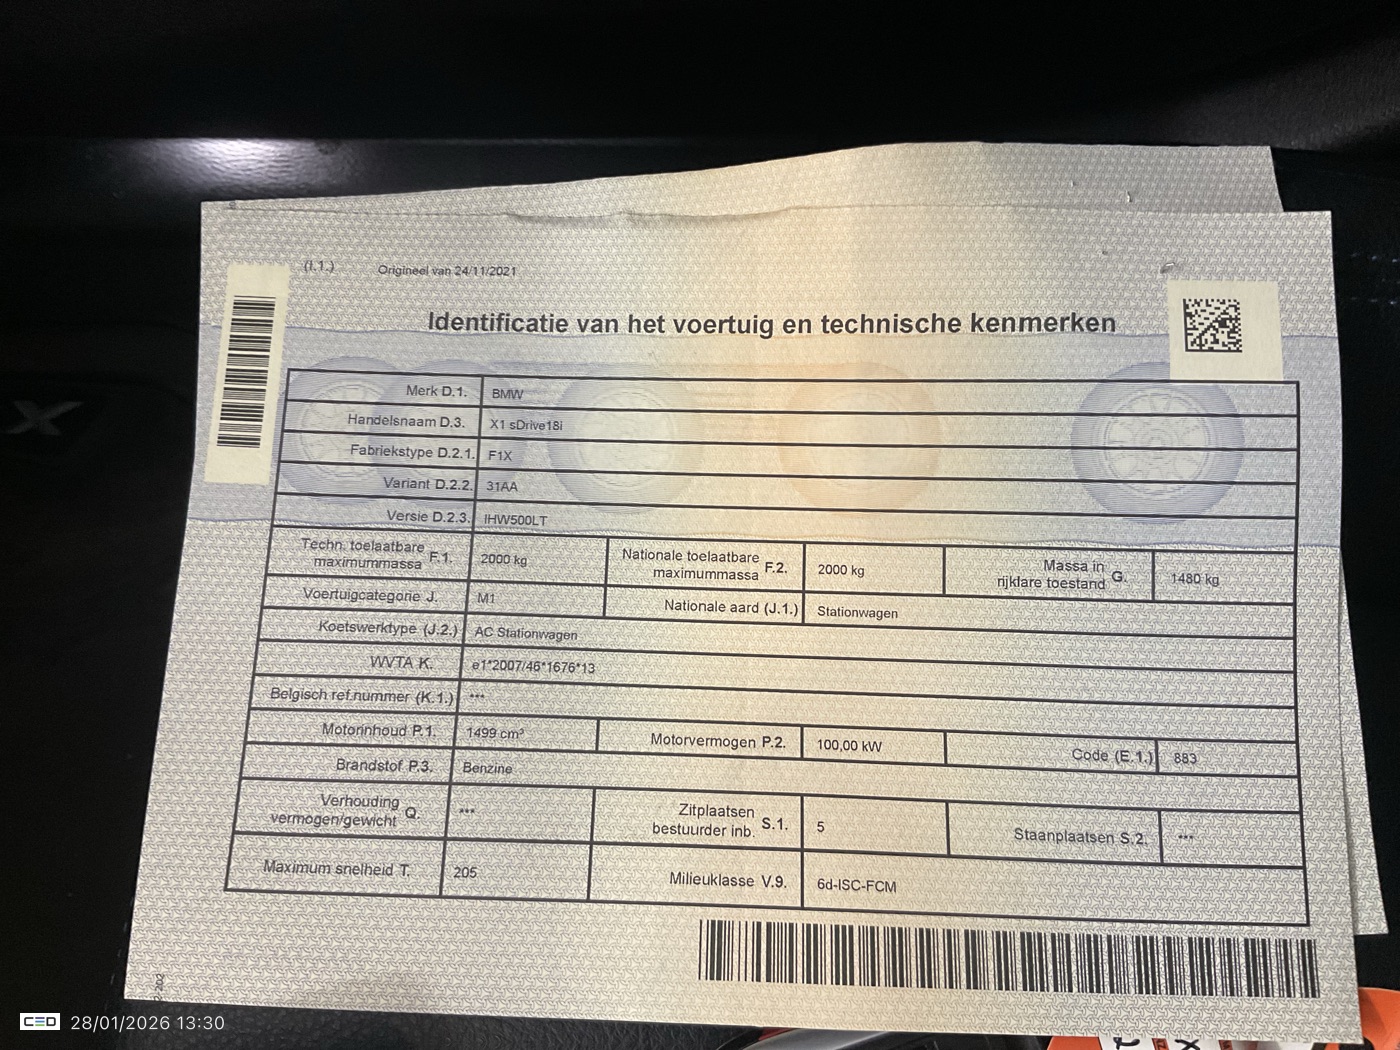 (I.1.) Origineel van 24/11/2021
Identificatie van het voertuig en technische kenmerken
Merk D.1. BMW
Handelsnaam D.3. X1 sDrive18i
Fabriekstype D.2.1. F1X
Variant D.2.2. 31AA
Versie D.2.3. IHW500LT
Techn. toelaatbare maximummassa F.1. 2000 kg Nationale toelaatbare maximummassa F.2. 2000 kg Massa in rijklare toestand G. 1480 kg
Voertuigcategorie J. M1 Nationale aard (J.1.) Stationwagen
Koetswerktype (J.2.) AC Stationwagen
WVTA K. e1*2007/46*1676*13
Belgisch ref.nummer (K.1.) ***
Motorinhoud P.1. 1499 cm³ Motorvermogen P.2. 100,00 kW Code (E.1.) 883
Brandstof P.3. Benzine
Verhouding vermogen/gewicht Q. *** Zitplaatsen bestuurder inb. S.1. 5 Staanplaatsen S.2. ***
Maximum snelheid T. 205 Milieuklasse V.9. 6d-ISC-FCM
CED 28/01/2026 13:30